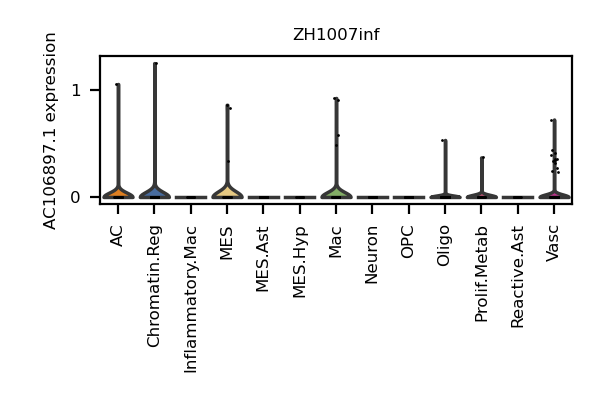 ZH1007inf
AC106897.1 expression
1
0
AC
Chromatin.Reg
Inflammatory.Mac
MES
MES.Ast
MES.Hyp
Mac
Neuron
OPC
Oligo
Prolif.Metab
Reactive.Ast
Vasc